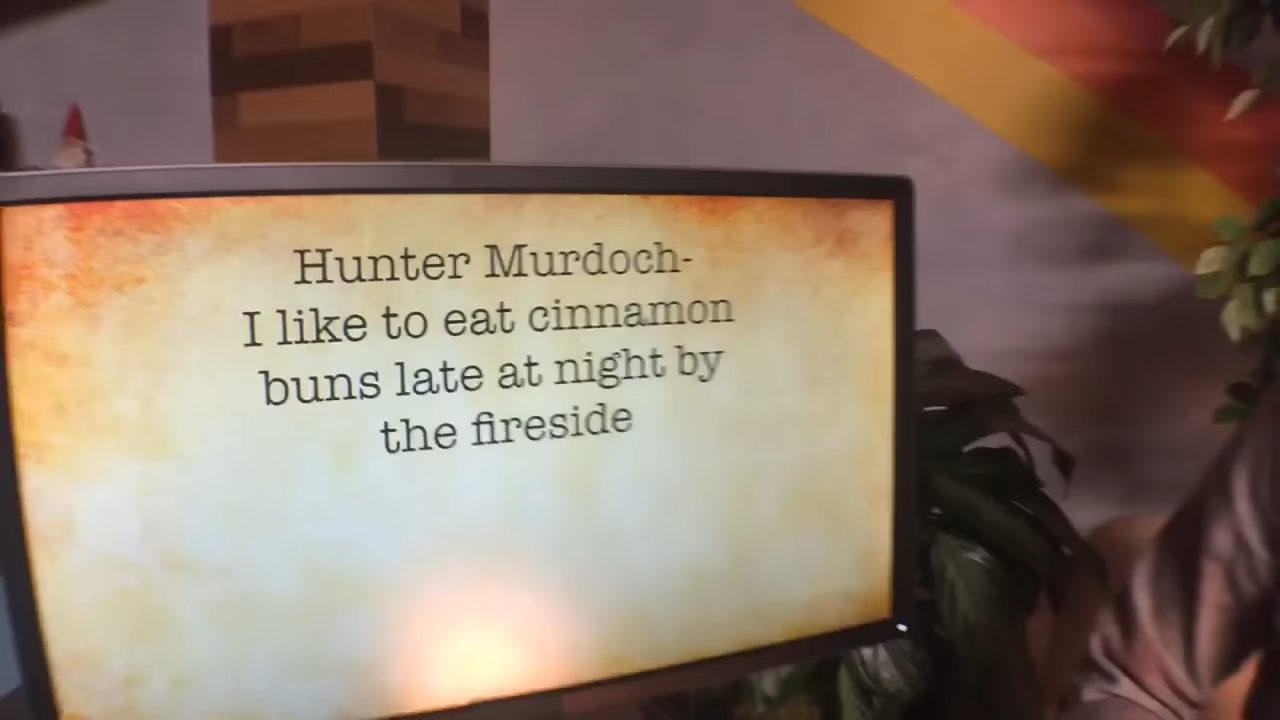 Hunter Murdoch-
I like to eat cinnamon
buns late at night by
the fireside